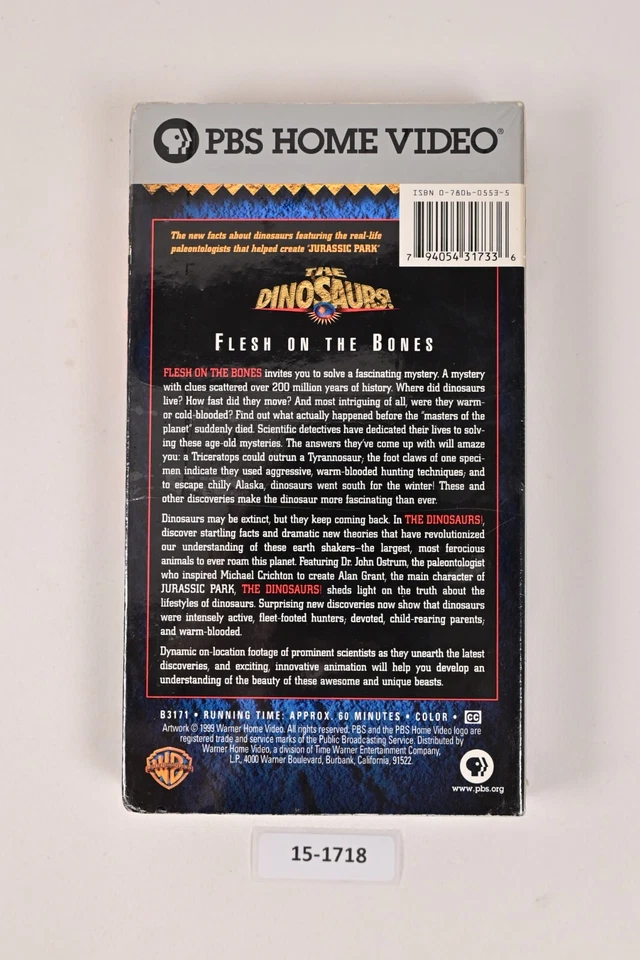 PBS HOME VIDEO®
ISBN 0-7806-0553-5
7 94054 31733 6
The new facts about dinosaurs featuring the real-life
paleontologists that helped create "JURASSIC PARK"
THE
DINOSAURS!
FLESH ON THE BONES
FLESH ON THE BONES invites you to solve a fascinating mystery. A mystery
with clues scattered over 200 million years of history. Where did dinosaurs
live? How fast did they move? And most intriguing of all, were they warm-
or cold-blooded? Find out what actually happened before the "masters of the
planet" suddenly died. Scientific detectives have dedicated their lives to solv-
ing these age-old mysteries. The answers they've come up with will amaze
you: a Triceratops could outrun a Tyrannosaur; the foot claws of one speci-
men indicate they used aggressive, warm-blooded hunting techniques; and
to escape chilly Alaska, dinosaurs went south for the winter! These and
other discoveries make the dinosaur more fascinating than ever.
Dinosaurs may be extinct, but they keep coming back. In THE DINOSAURS!,
discover startling facts and dramatic new theories that have revolutionized
our understanding of these earth shakers—the largest, most ferocious
animals to ever roam this planet. Featuring Dr. John Ostrum, the paleontologist
who inspired Michael Crichton to create Alan Grant, the main character of
JURASSIC PARK, THE DINOSAURS! sheds light on the truth about the
lifestyles of dinosaurs. Surprising new discoveries now show that dinosaurs
were intensely active, fleet-footed hunters; devoted, child-rearing parents;
and warm-blooded.
Dynamic on-location footage of prominent scientists as they unearth the latest
discoveries, and exciting, innovative animation will help you develop an
understanding of the beauty of these awesome and unique beasts.
B3171 • RUNNING TIME: APPROX. 60 MINUTES • COLOR • CC
Artwork © 1999 Warner Home Video. All rights reserved. PBS and the PBS Home Video logo are
registered trade and service marks of the Public Broadcasting Service. Distributed by
Warner Home Video, a division of Time Warner Entertainment Company,
L.P., 4000 Warner Boulevard, Burbank, California, 91522.
WB
www.pbs.org
15-1718